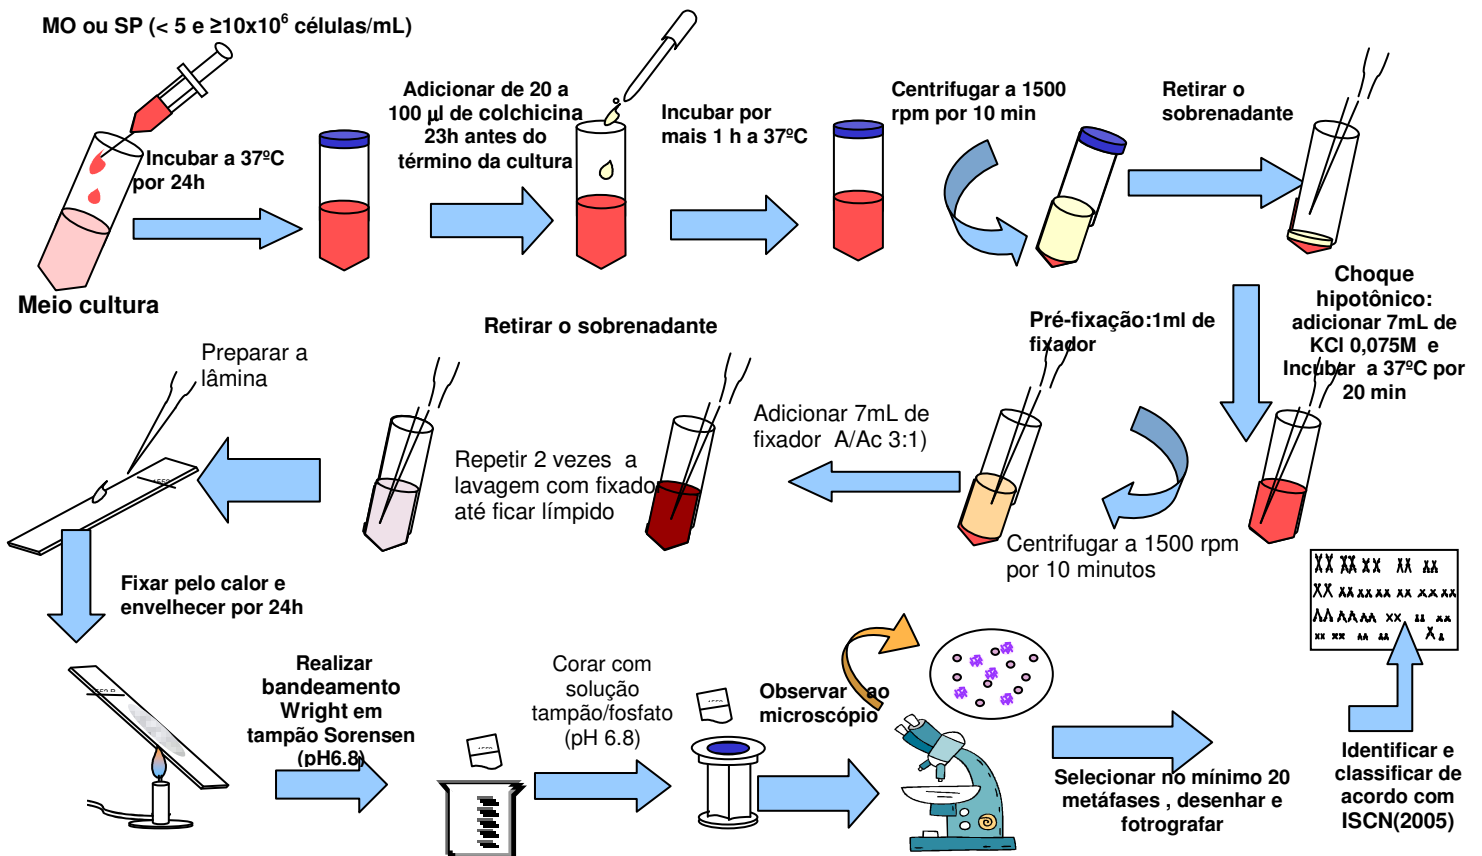 MO ou SP (< 5 e ≥10x10⁶ células/mL)
Incubar a 37ºC
por 24h
Meio cultura
Adicionar de 20 a
100 µl de colchicina
23h antes do
término da cultura
Incubar por
mais 1 h a 37ºC
Centrifugar a 1500
rpm por 10 min
Retirar o
sobrenadante
Choque
hipotônico:
adicionar 7mL de
KCl 0,075M e
Incubar a 37ºC por
20 min
Pré-fixação:1ml de
fixador
Centrifugar a 1500 rpm
por 10 minutos
Adicionar 7mL de
fixador A/Ac 3:1)
Retirar o sobrenadante
Repetir 2 vezes a
lavagem com fixado
até ficar límpido
Preparar a
lâmina
Fixar pelo calor e
envelhecer por 24h
Realizar
bandeamento
Wright em
tampão Sorensen
(pH6.8)
Corar com
solução
tampão/fosfato
(pH 6.8)
Observar ao
microscópio
Selecionar no mínimo 20
metáfases , desenhar e
fotrografar
Identificar e
classificar de
acordo com
ISCN(2005)